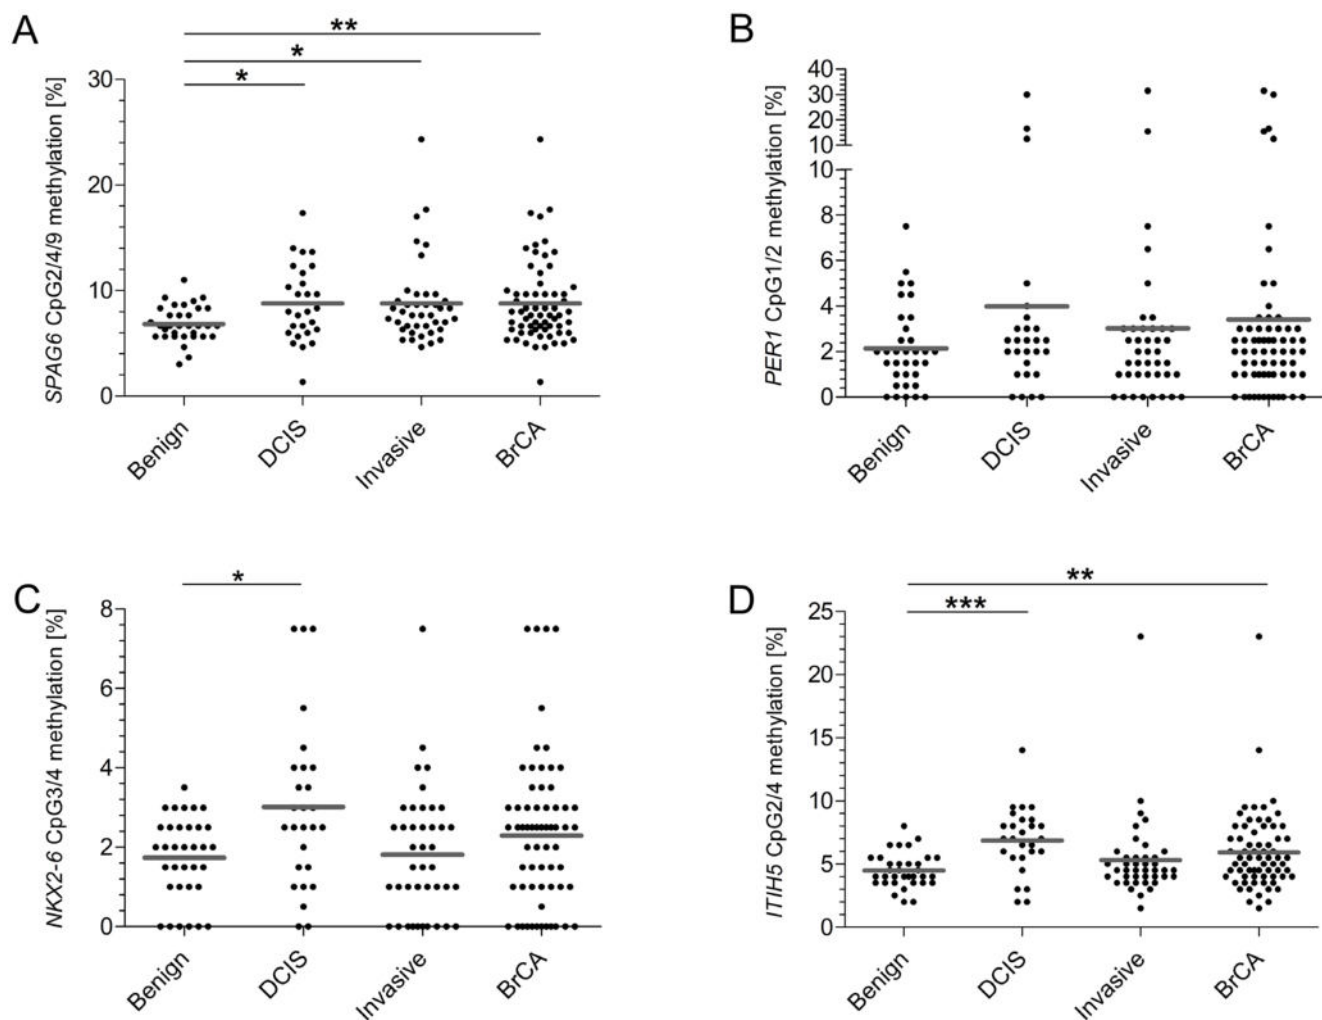 A
**
*
*
SPAG6 CpG2/4/9 methylation [%]
30
20
10
0
Benign
DCIS
Invasive
BrCA
B
PER1 CpG1/2 methylation [%]
40
30
20
10
10
8
6
4
2
0
Benign
DCIS
Invasive
BrCA
C
*
NKX2-6 CpG3/4 methylation [%]
8
6
4
2
0
Benign
DCIS
Invasive
BrCA
D
**
***
ITIH5 CpG2/4 methylation [%]
25
20
15
10
5
0
Benign
DCIS
Invasive
BrCA